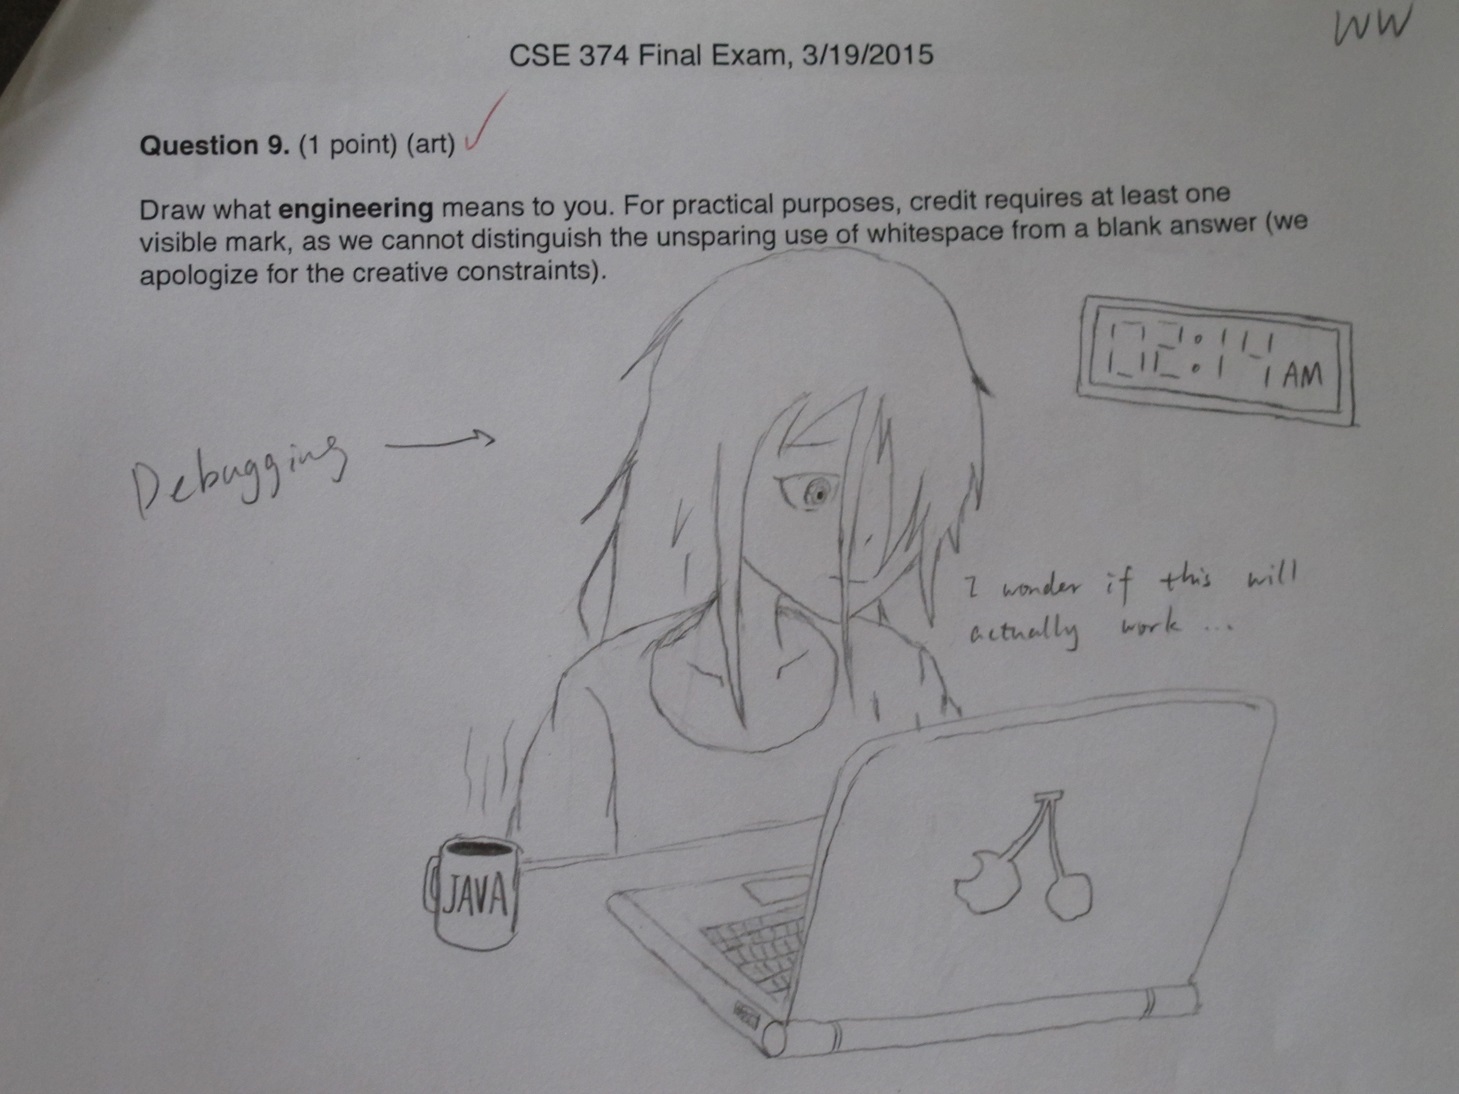 WW
CSE 374 Final Exam, 3/19/2015
Question 9. (1 point) (art)
Draw what engineering means to you. For practical purposes, credit requires at least one
visible mark, as we cannot distinguish the unsparing use of whitespace from a blank answer (we
apologize for the creative constraints).
02:14 AM
Debugging
I wonder if this will
actually work ...
JAVA